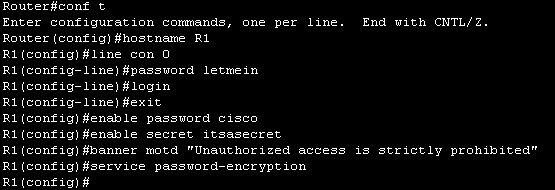 Router#conf t
Enter configuration commands, one per line.  End with CNTL/Z.
Router(config)#hostname R1
R1(config)#line con 0
R1(config-line)#password letmein
R1(config-line)#login
R1(config-line)#exit
R1(config)#enable password cisco
R1(config)#enable secret itsasecret
R1(config)#banner motd "Unauthorized access is strictly prohibited"
R1(config)#service password-encryption
R1(config)#